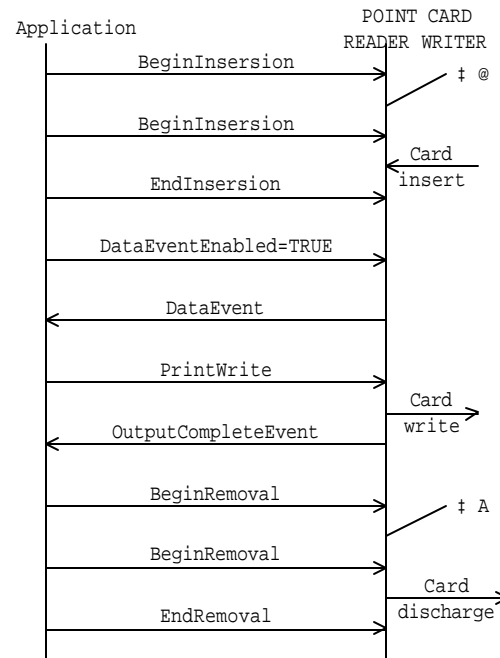 Application
POINT CARD
READER WRITER
BeginInsersion
‡ @
BeginInsersion
Card
insert
EndInsersion
DataEventEnabled=TRUE
DataEvent
PrintWrite
Card
write
OutputCompleteEvent
BeginRemoval
‡ A
BeginRemoval
Card
discharge
EndRemoval